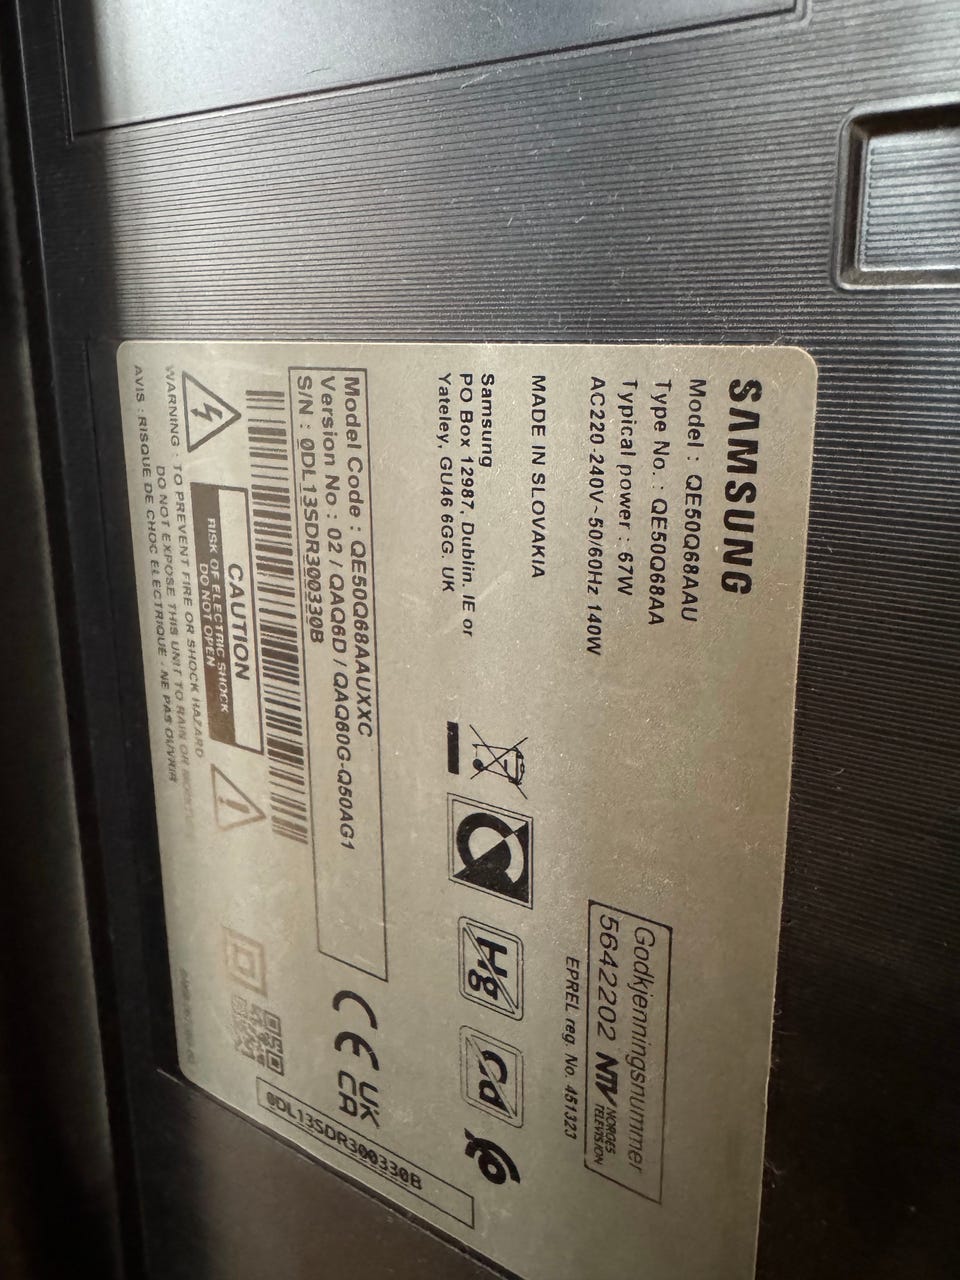 SAMSUNG
Model : QE50Q68AAU
Type No. : QE50Q68AA
Typical power : 67W
AC220-240V~ 50/60Hz 140W
Godkjenningsnummer
5642202 NTV NORGES TELEVISION
EPREL reg. No. 451323
MADE IN SLOVAKIA
Samsung
PO Box 12987, Dublin. IE or
Yateley, GU46 6GG. UK
Hg
Cd
Model Code : QE50Q68AAUXXC
Version No : 02 / QAQ6D / QAQ60G-Q50AG1
S/N : 0DL13SDR300330B
CE
UK
CA
0DL13SDR300330B
CAUTION
RISK OF ELECTRIC SHOCK
DO NOT OPEN
WARNING : TO PREVENT FIRE OR SHOCK HAZARD
DO NOT EXPOSE THIS UNIT TO RAIN OR MOISTURE
AVIS : RISQUE DE CHOC ELECTRIQUE - NE PAS OUVRIR